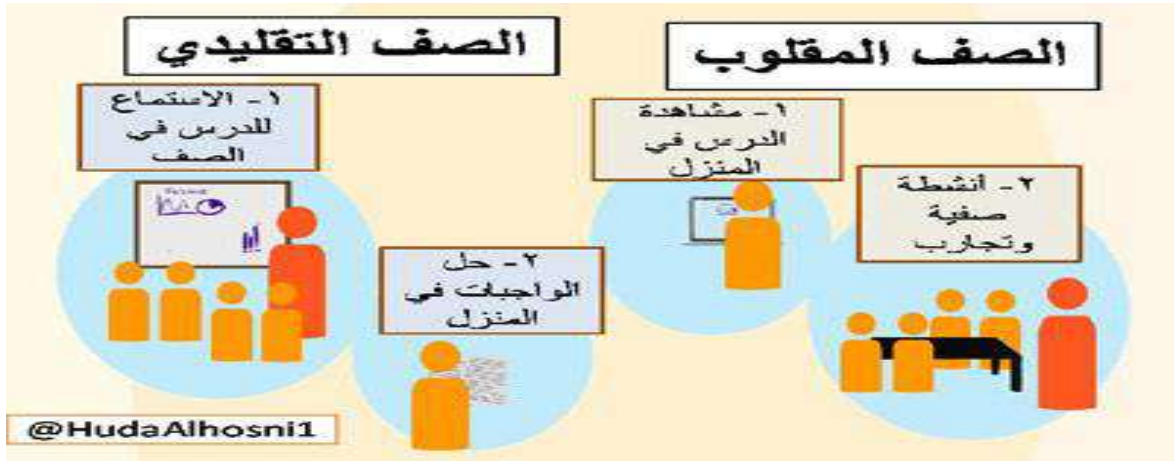 الصف المقلوب
١- مشاهدة
الدرس في
المنزل
٢- أنشطة
صفية
وتجارب
الصف التقليدي
١- الاستماع
للدرس في
الصف
٢- حل
الواجبات في
المنزل
@HudaAlhosni1